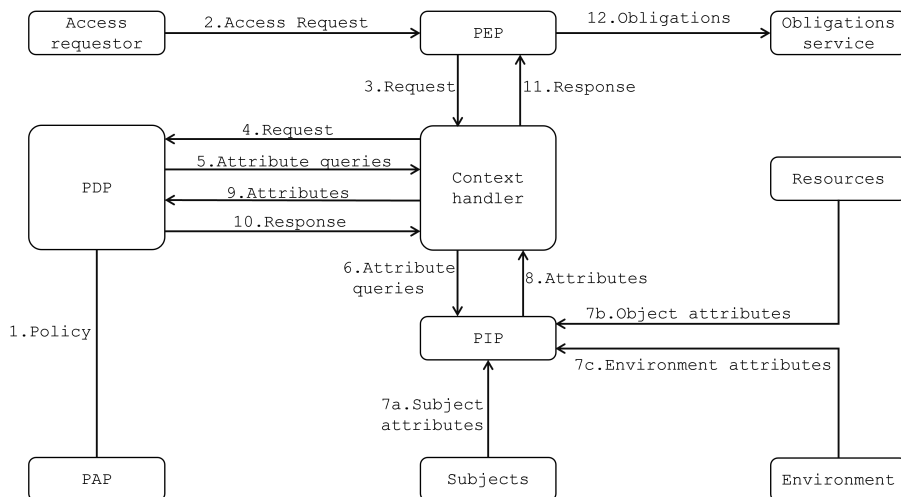 Access
requestor
2.Access Request
PEP
12.Obligations
Obligations
service
3.Request
11.Response
PDP
4.Request
5.Attribute queries
9.Attributes
10.Response
Context
handler
Resources
6.Attribute
queries
8.Attributes
1.Policy
PIP
7b.Object attributes
7c.Environment attributes
7a.Subject
attributes
PAP
Subjects
Environment